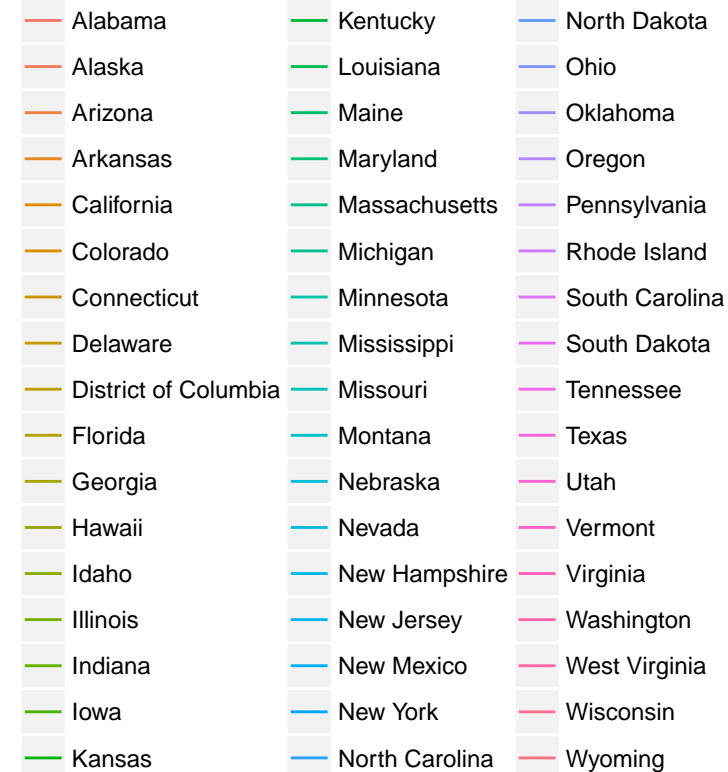 Alabama
Alaska
Arizona
Arkansas
California
Colorado
Connecticut
Delaware
District of Columbia
Florida
Georgia
Hawaii
Idaho
Illinois
Indiana
Iowa
Kansas
Kentucky
Louisiana
Maine
Maryland
Massachusetts
Michigan
Minnesota
Mississippi
Missouri
Montana
Nebraska
Nevada
New Hampshire
New Jersey
New Mexico
New York
North Carolina
North Dakota
Ohio
Oklahoma
Oregon
Pennsylvania
Rhode Island
South Carolina
South Dakota
Tennessee
Texas
Utah
Vermont
Virginia
Washington
West Virginia
Wisconsin
Wyoming